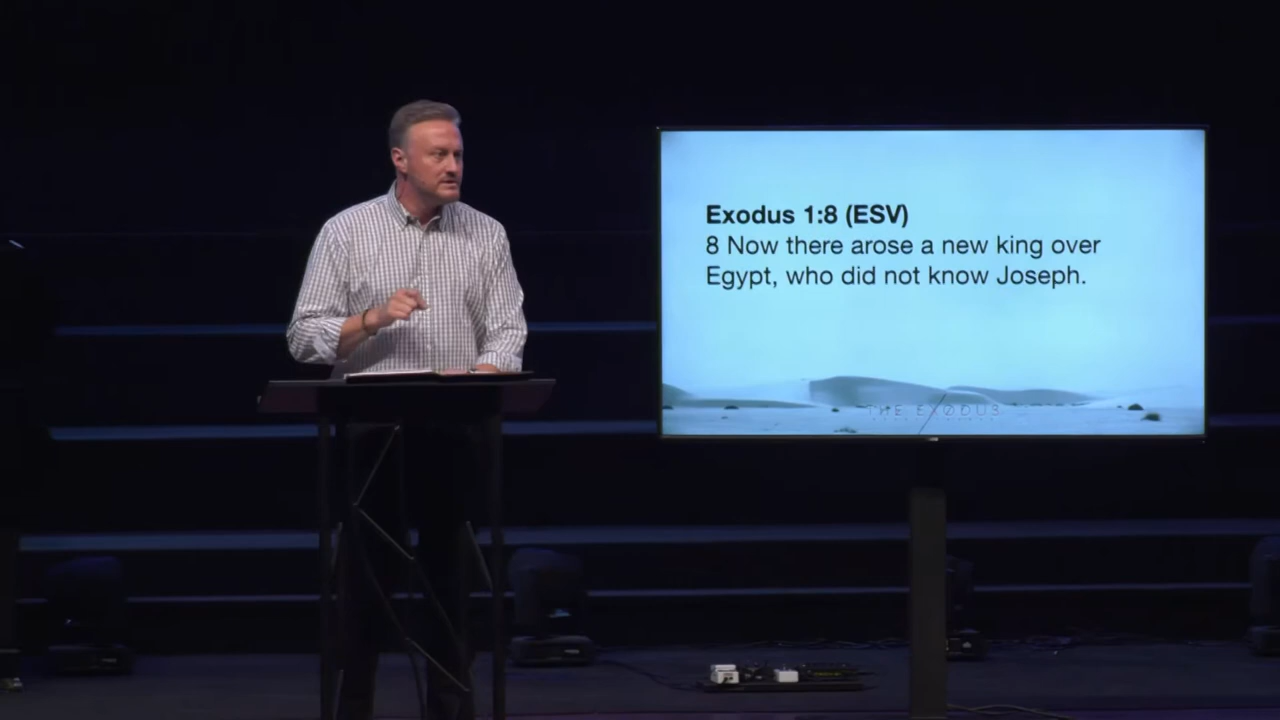 Exodus 1:8 (ESV)
8 Now there arose a new king over
Egypt, who did not know Joseph.
THE EXODUS